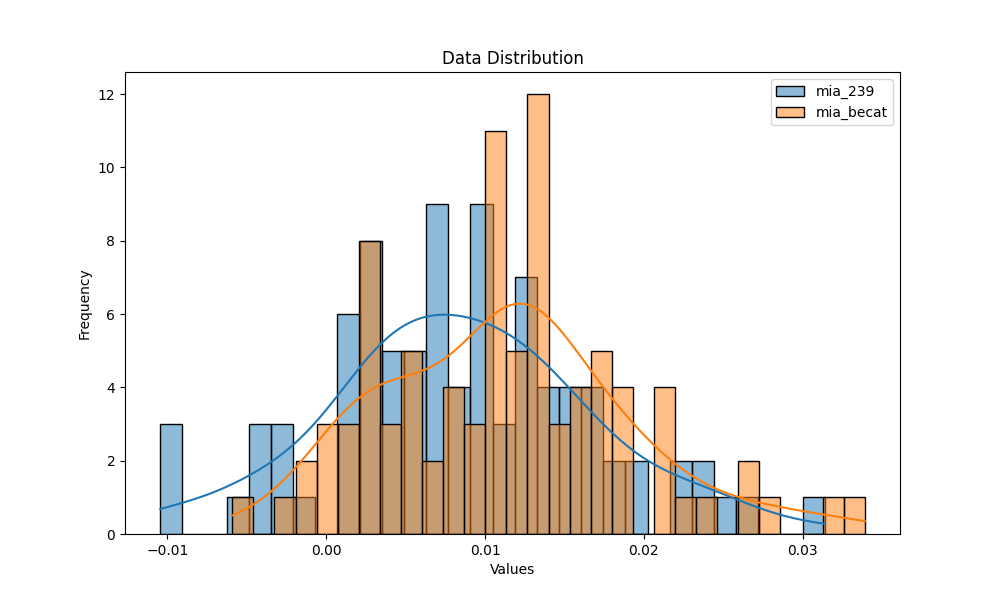 Data Distribution
mia_239
mia_becat
Frequency
12
10
8
6
4
2
0
−0.01
0.00
0.01
0.02
0.03
Values